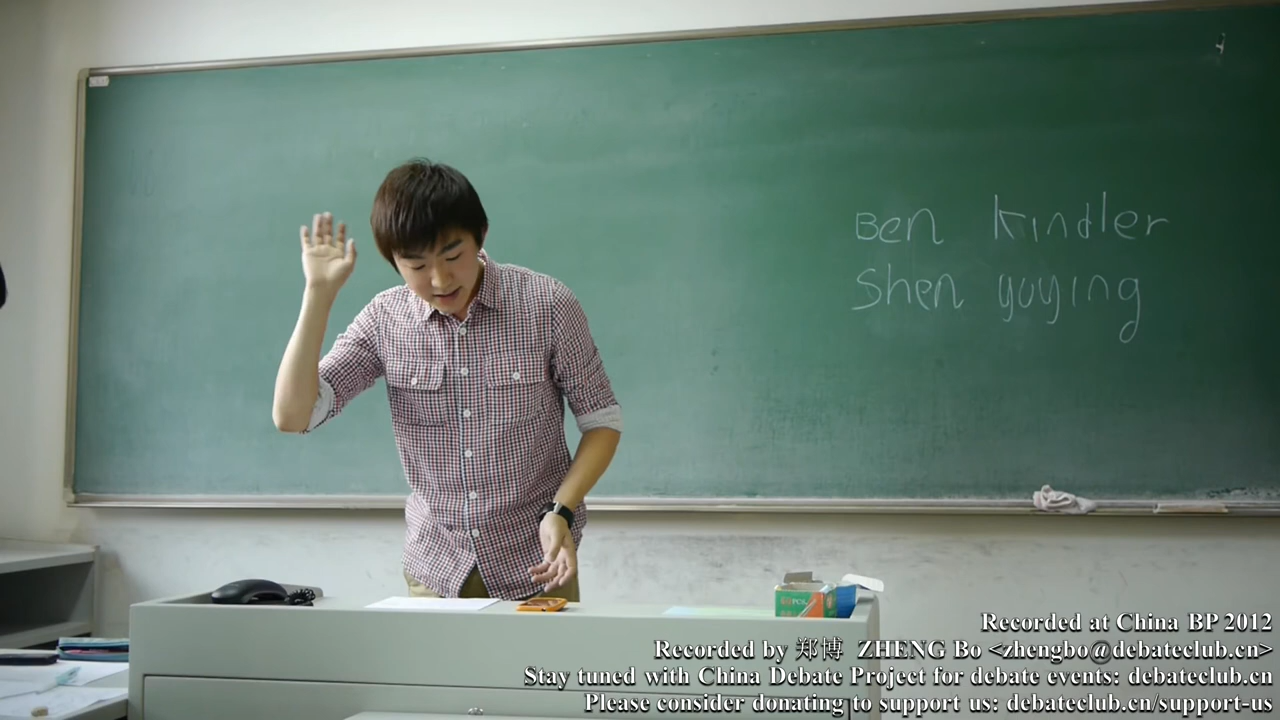 Ben Kindler
Shen yuying
PCS
Recorded at China BP 2012
Recorded by 郑博 ZHENG Bo <zhengbo@debateclub.cn>
Stay tuned with China Debate Project for debate events: debateclub.cn
Please consider donating to support us: debateclub.cn/support-us